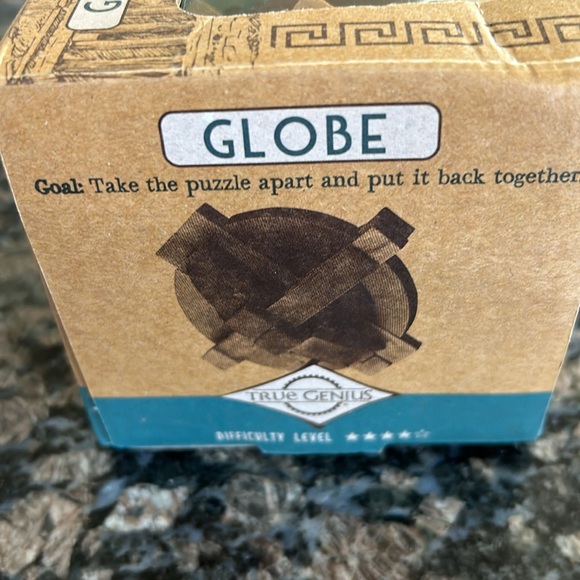 G
GLOBE
Goal: Take the puzzle apart and put it back together.
TRUE GENIUS
DIFFICULTY LEVEL ★★★★☆